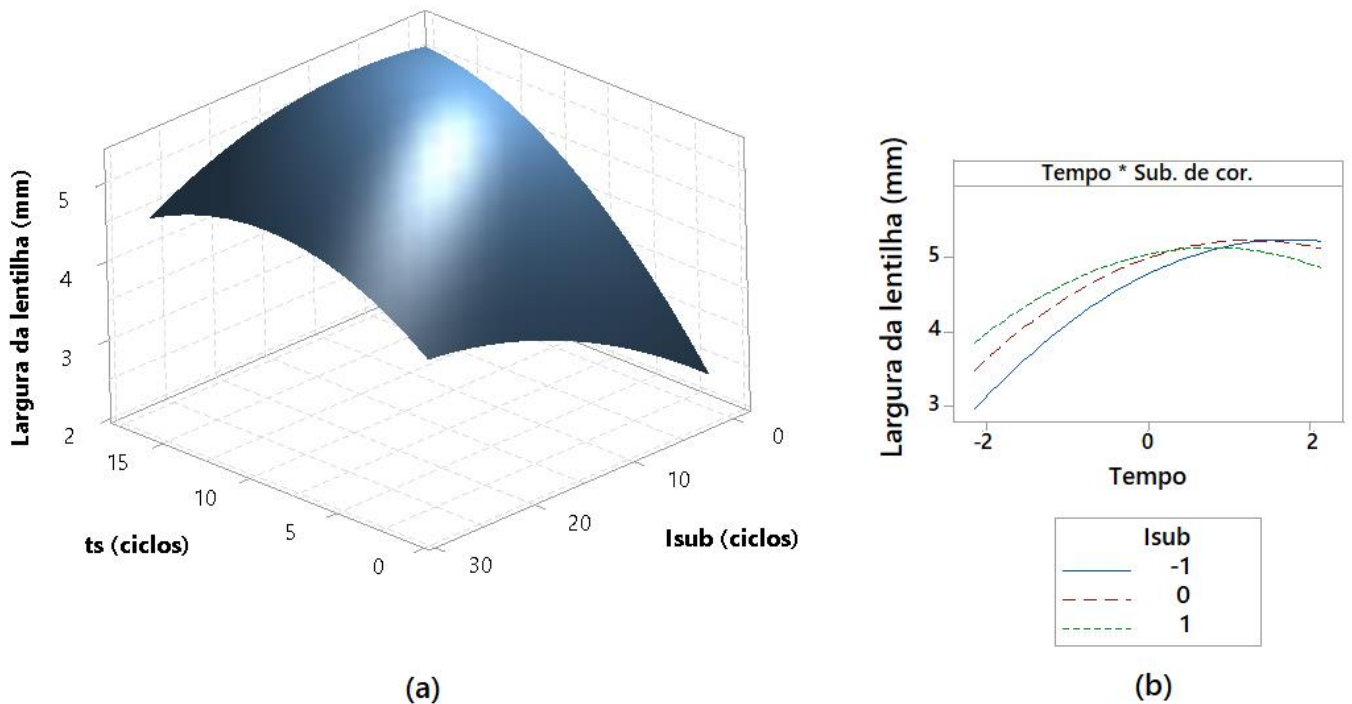 Largura da lentilha (mm)
5
4
3
2
15
10
5
0
ts (ciclos)
0
10
20
30
Isub (ciclos)
(a)
Tempo * Sub. de cor.
Largura da lentilha (mm)
5
4
3
-2
0
2
Tempo
Isub
-1
0
1
(b)